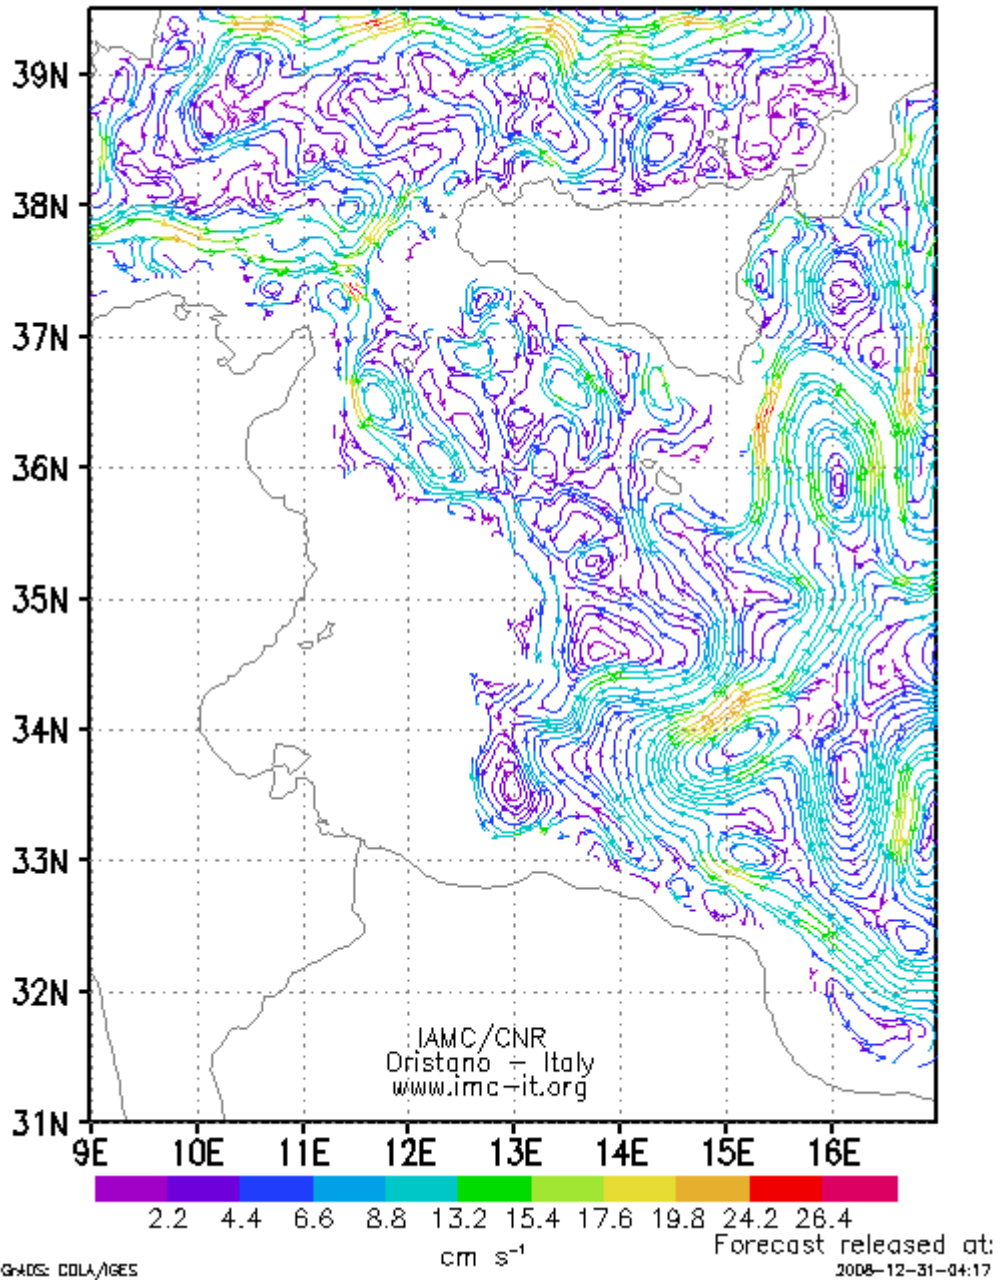 39N
38N
37N
36N
35N
34N
33N
32N
31N
IAMC/CNR
Oristano – Italy
www.imc-it.org
9E 10E 11E 12E 13E 14E 15E 16E
2.2 4.4 6.6 8.8 13.2 15.4 17.6 19.8 24.2 26.4
cm s⁻¹
Forecast released at:
GrADS: COLA/IGES
2008-12-31-04:17